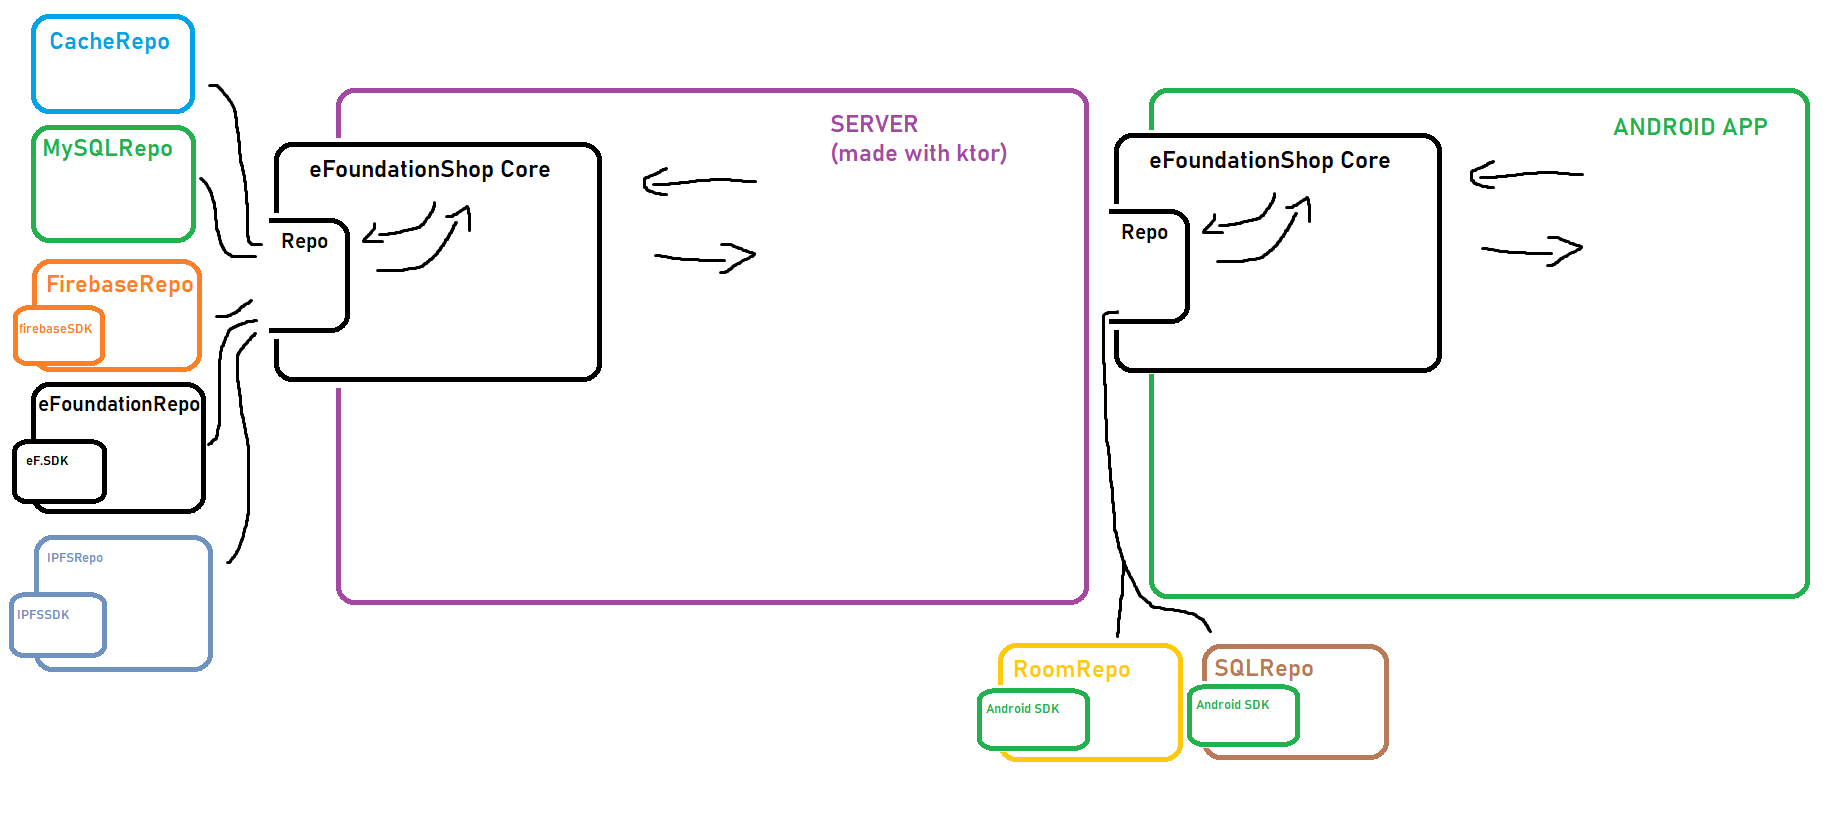 CacheRepo
MySQLRepo
FirebaseRepo
firebaseSDK
eFoundationRepo
eF.SDK
IPFSRepo
IPFSSDK
SERVER
(made with ktor)
eFoundationShop Core
Repo
ANDROID APP
eFoundationShop Core
Repo
RoomRepo
Android SDK
SQLRepo
Android SDK